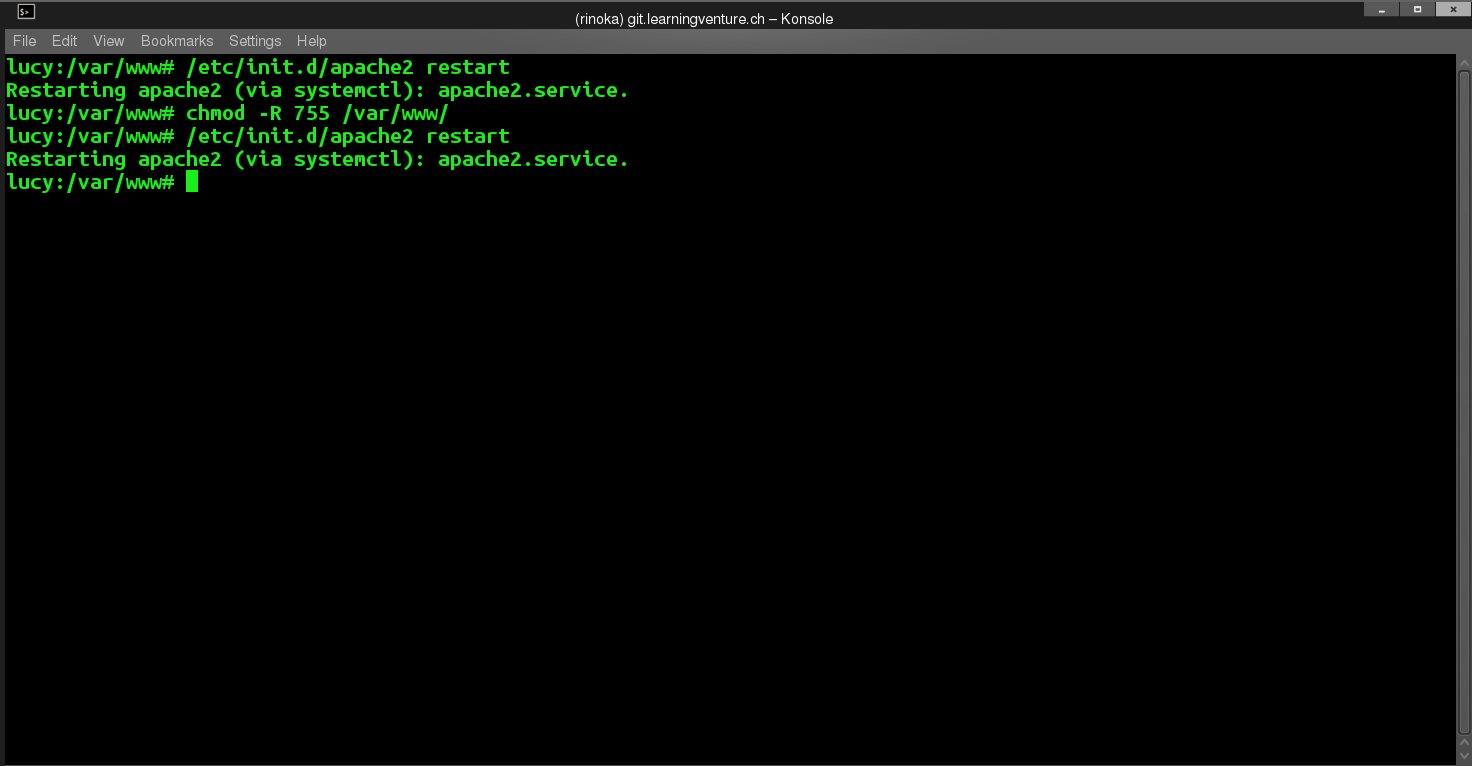 (rinoka) git.learningventure.ch – Konsole
File Edit View Bookmarks Settings Help
lucy:/var/www# /etc/init.d/apache2 restart
Restarting apache2 (via systemctl): apache2.service.
lucy:/var/www# chmod -R 755 /var/www/
lucy:/var/www# /etc/init.d/apache2 restart
Restarting apache2 (via systemctl): apache2.service.
lucy:/var/www#